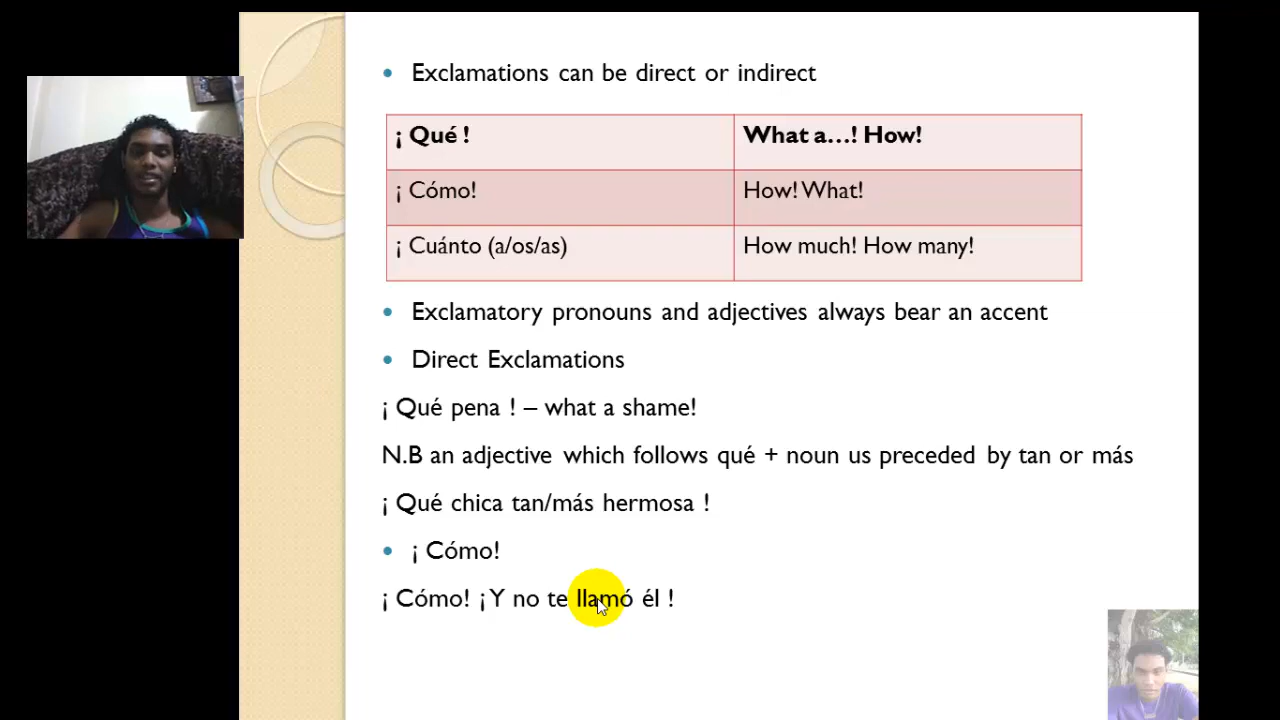 Exclamations can be direct or indirect
¡ Qué ! What a...! How!
¡ Cómo! How! What!
¡ Cuánto (a/os/as) How much! How many!
Exclamatory pronouns and adjectives always bear an accent
Direct Exclamations
¡ Qué pena ! – what a shame!
N.B an adjective which follows qué + noun us preceded by tan or más
¡ Qué chica tan/más hermosa !
¡ Cómo!
¡ Cómo! ¡Y no te llamó él !